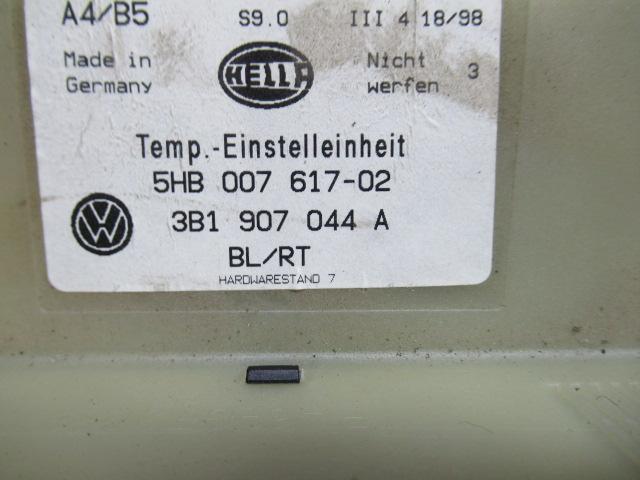 A4/B5 S9.0 III 4 18/98
Made in Germany
HELLA
Nicht werfen 3
Temp.-Einstelleinheit
5HB 007 617-02
VW
3B1 907 044 A
BL/RT
HARDWARESTAND 7